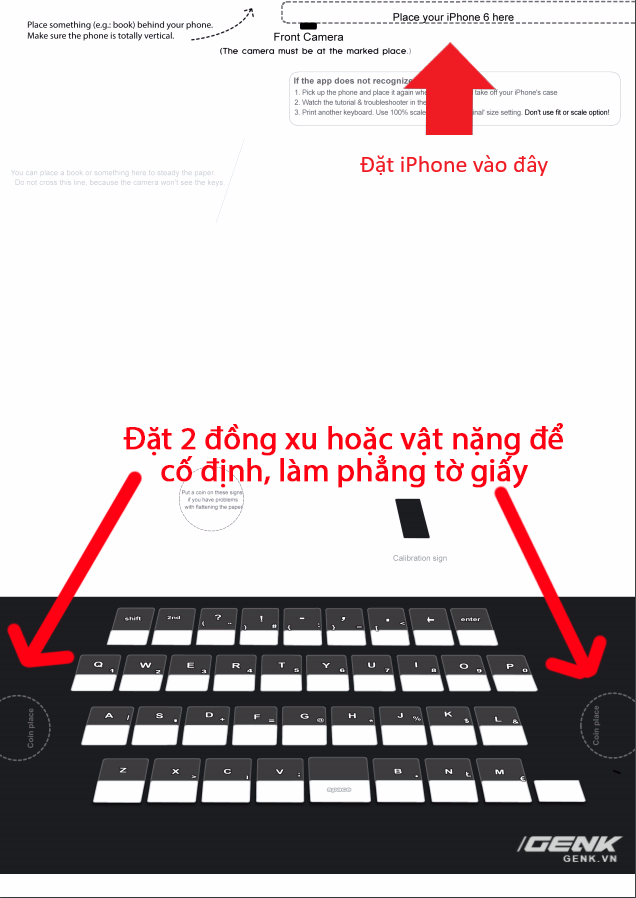 Place your iPhone 6 here
Place something (e.g.: book) behind your phone.
Make sure the phone is totally vertical.
Front Camera
(The camera must be at the marked place.)
If the app does not recognize
1. Pick up the phone and place it again take off your iPhone's case
2. Watch the tutorial & troubleshooter in the
3. Print another keyboard. Use 100% scale size setting. Don't use fit or scale option!
Đặt iPhone vào đây
You can place a book or something here to steady the paper.
Do not cross this line, because the camera won't see the keys.
Đặt 2 đồng xu hoặc vật nặng để
cố định, làm phẳng tờ giấy
Put a coin on these signs
if you have problems
with flattening the paper
Calibration sign
shift 2nd ? ( ! ) # - ( : , } _ . ] < enter
Q 1 W 2 E 3 R 4 T 5 Y 6 U 7 I 8 O 9 P 0
Coin place
A / S * D + F = G @ H J % K $ L &
Coin place
Z X > C V ; space B N Ł M €
GENK
GENK.VN